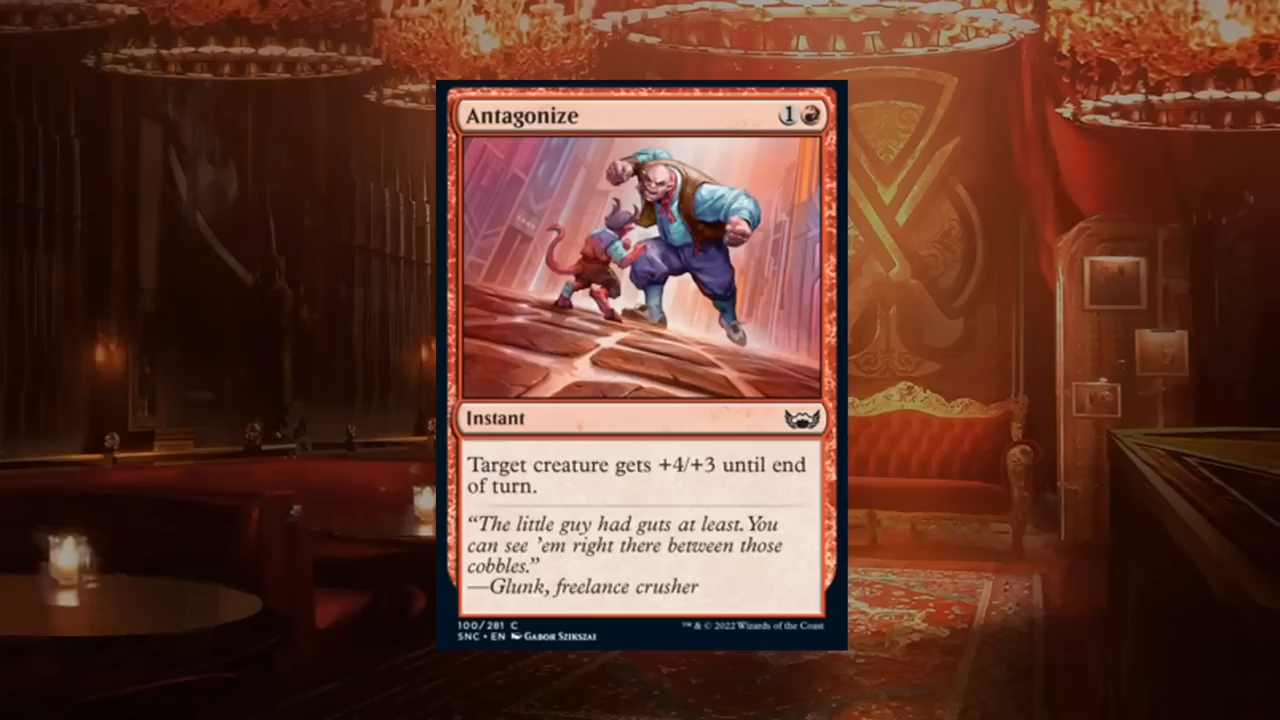 Antagonize 1
Instant
Target creature gets +4/+3 until end
of turn.
“The little guy had guts at least. You
can see ’em right there between those
cobbles.”
—Glunk, freelance crusher
100/281 C
SNC • EN Gabor Szikszai
™ & © 2022 Wizards of the Coast